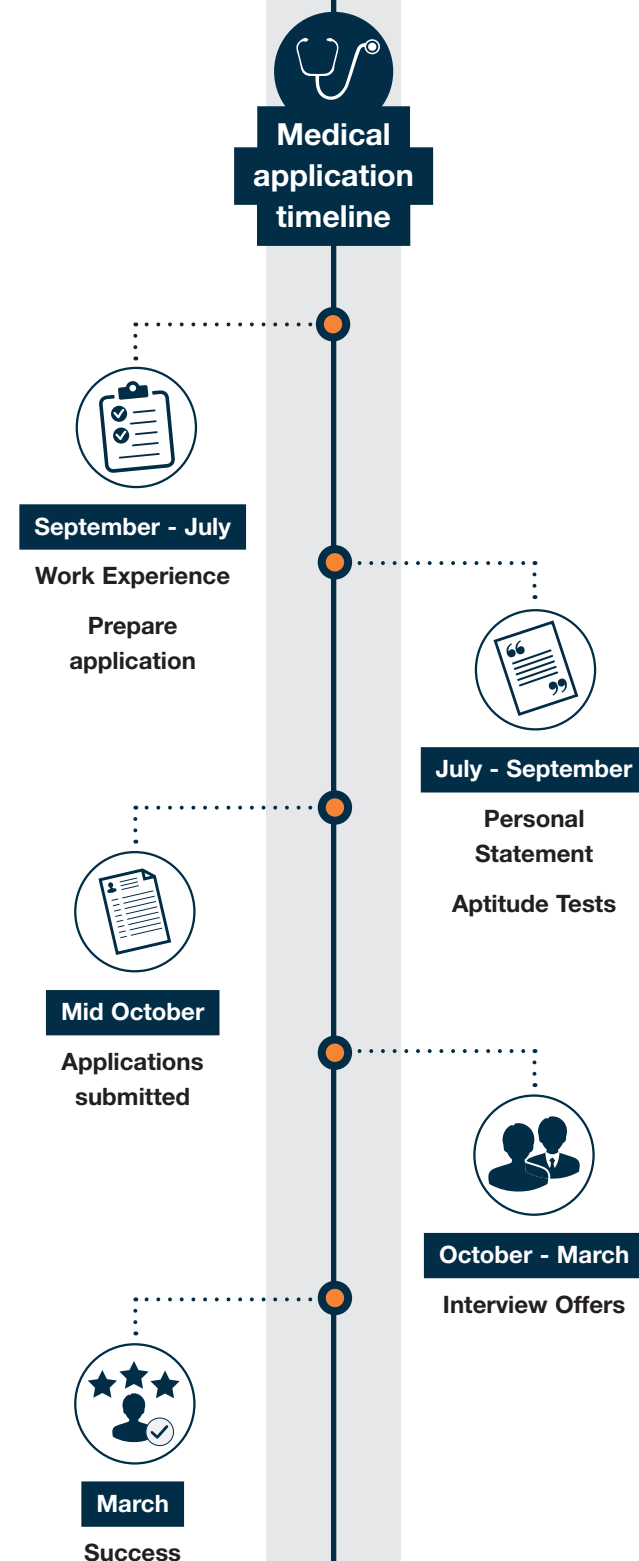 Medical
application
timeline
September - July
Work Experience
Prepare
application
July - September
Personal
Statement
Aptitude Tests
Mid October
Applications
submitted
October - March
Interview Offers
March
Success